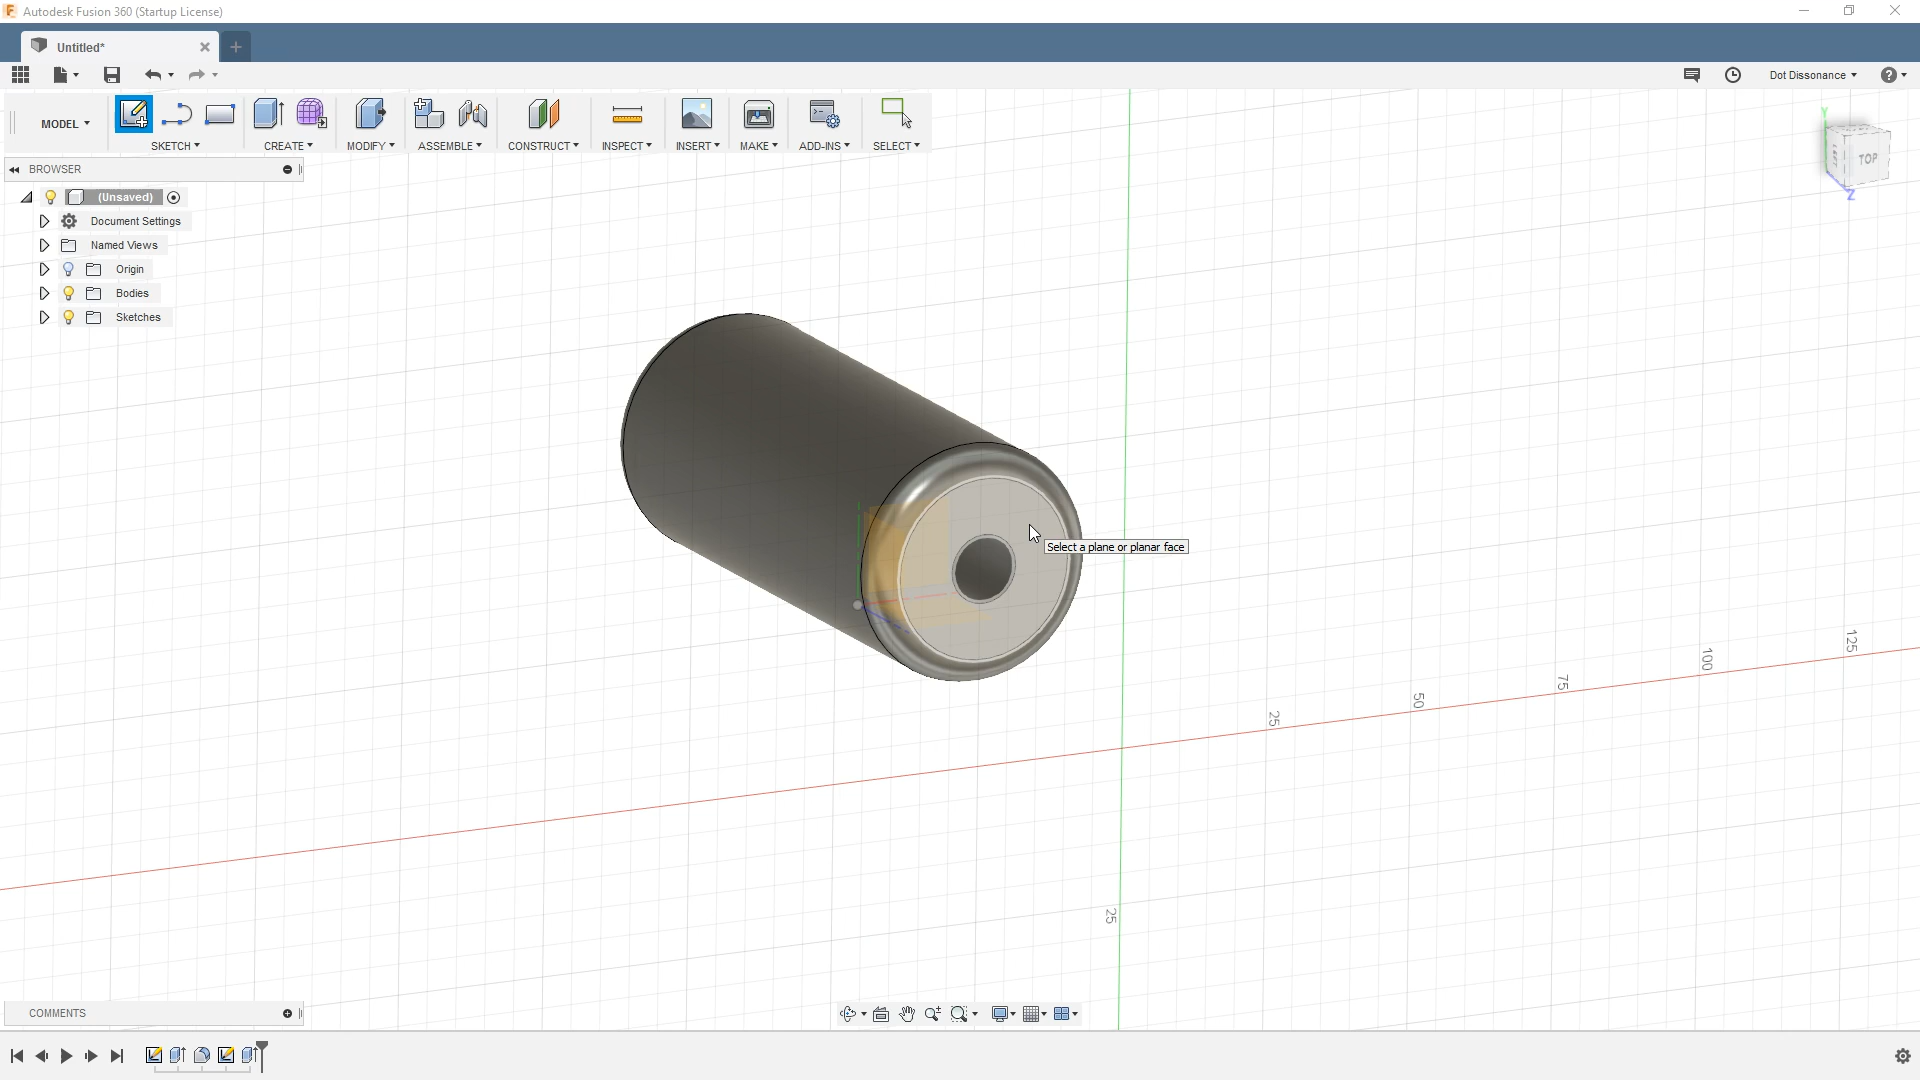 Autodesk Fusion 360 (Startup License)
Untitled*
Dot Dissonance
MODEL
SKETCH
CREATE
MODIFY
ASSEMBLE
CONSTRUCT
INSPECT
INSERT
MAKE
ADD-INS
SELECT
BROWSER
(Unsaved)
Document Settings
Named Views
Origin
Bodies
Sketches
Y
TOP
Z
Select a plane or planar face
125
100
75
50
25
25
COMMENTS